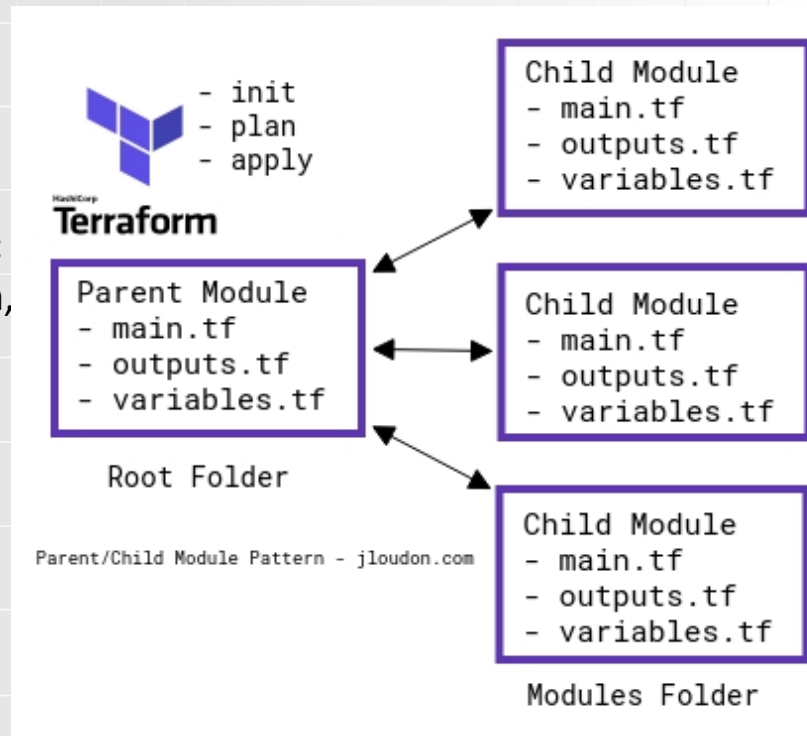 - init
- plan
- apply
HashiCorp
Terraform
Parent Module
- main.tf
- outputs.tf
- variables.tf
Root Folder
Parent/Child Module Pattern - jloudon.com
Child Module
- main.tf
- outputs.tf
- variables.tf
Child Module
- main.tf
- outputs.tf
- variables.tf
Child Module
- main.tf
- outputs.tf
- variables.tf
Modules Folder